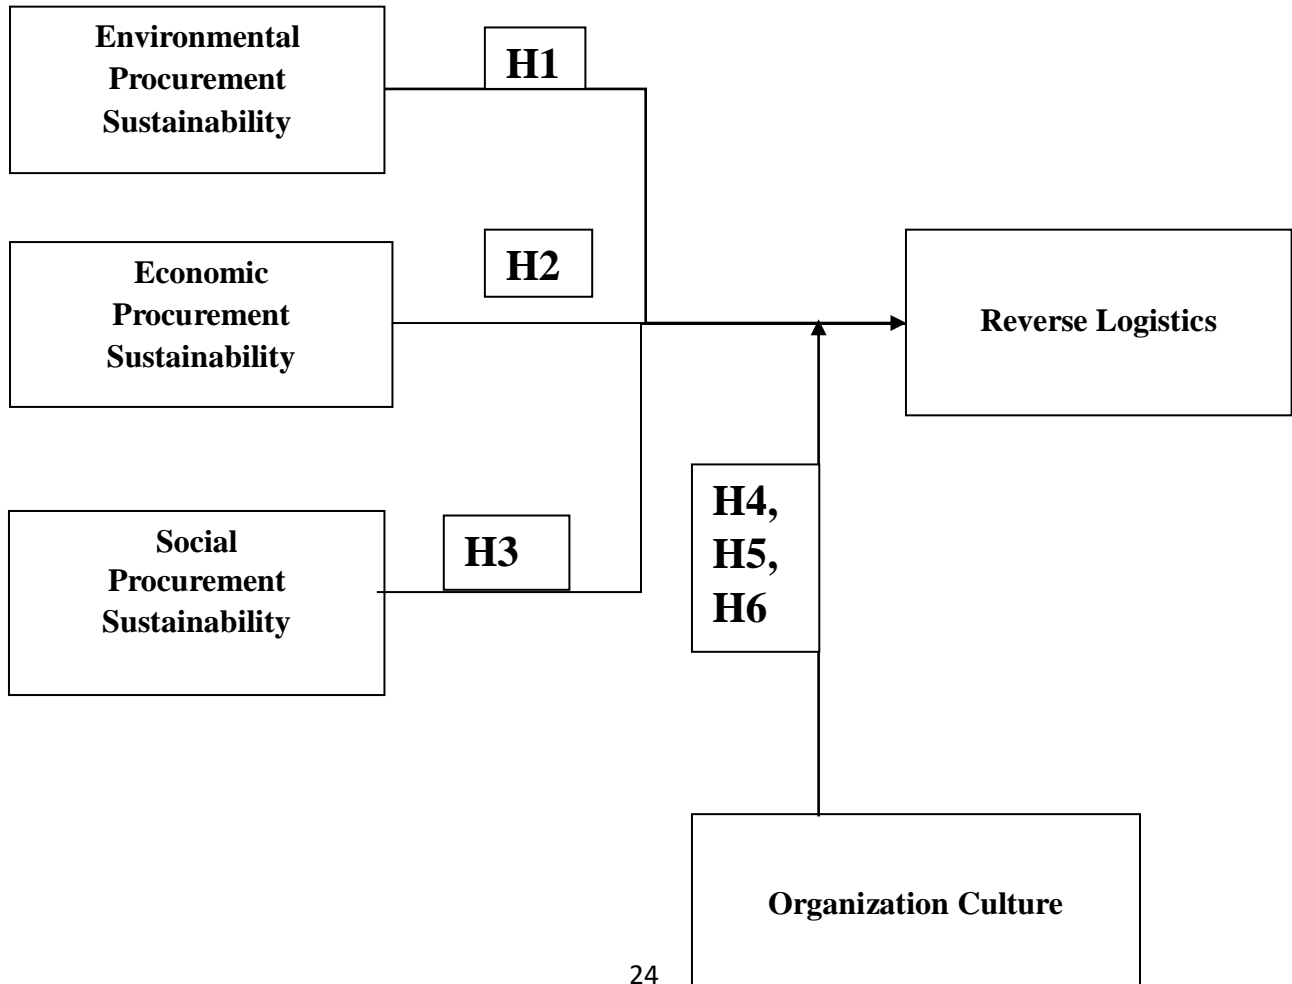 Environmental
Procurement
Sustainability
H1
Economic
Procurement
Sustainability
H2
Reverse Logistics
Social
Procurement
Sustainability
H3
H4,
H5,
H6
Organization Culture
24